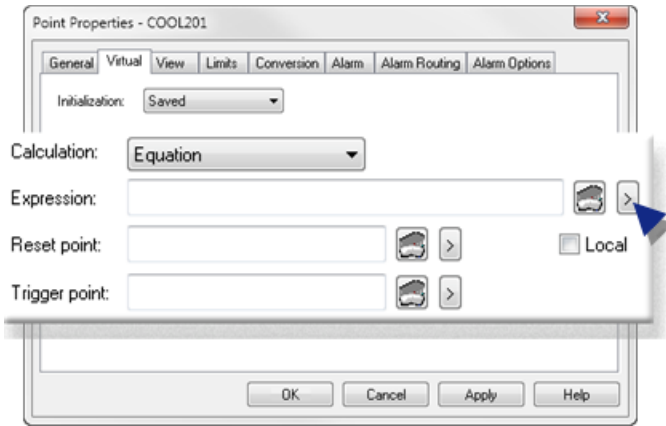 Point Properties - COOL201
x
General Virtual View Limits Conversion Alarm Alarm Routing Alarm Options
Initialization: Saved
Calculation: Equation
Expression: >
Reset point: > Local
Trigger point: >
OK Cancel Apply Help